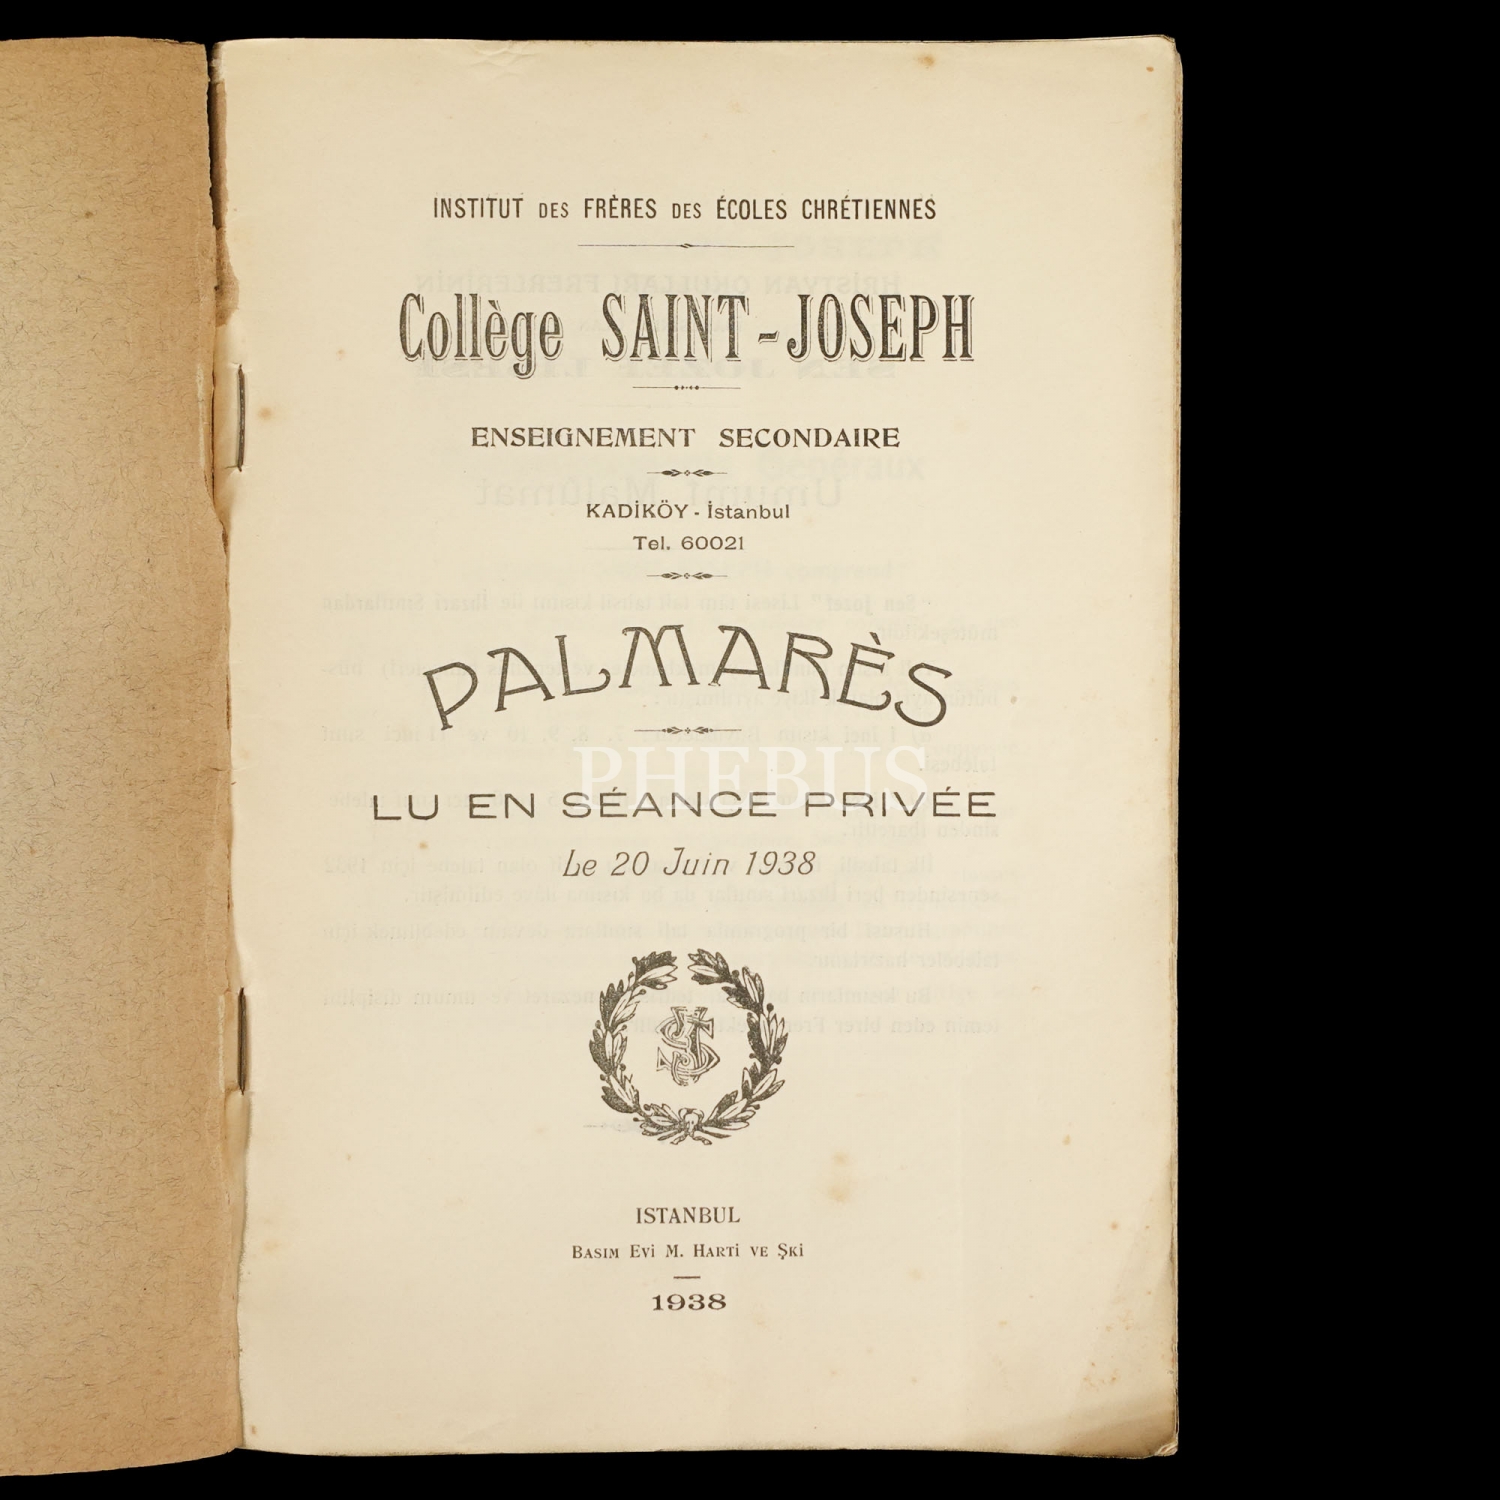 INSTITUT DES FRÈRES DES ÉCOLES CHRÉTIENNES
Collège SAINT-JOSEPH
ENSEIGNEMENT SECONDAIRE
KADİKÖY - İstanbul
Tel. 60021
PALMARÈS
PHEBUS
LU EN SÉANCE PRIVÉE
Le 20 Juin 1938
SJ
ISTANBUL
BASIM EVİ M. HARTİ VE ŞKİ
1938